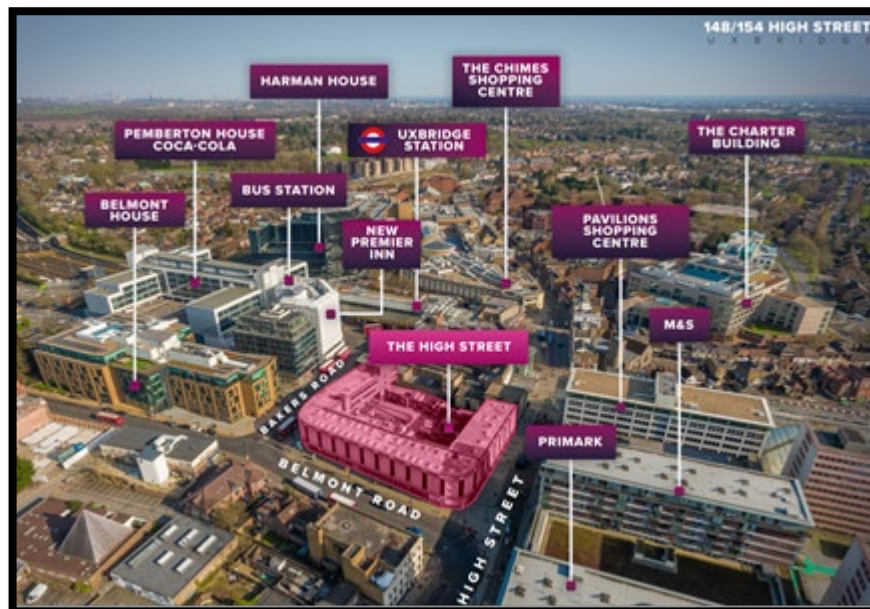 148/154 HIGH STREET
UXBRIDGE
HARMAN HOUSE
THE CHIMES
SHOPPING
CENTRE
PEMBERTON HOUSE
COCA-COLA
UXBRIDGE
STATION
THE CHARTER
BUILDING
BUS STATION
BELMONT
HOUSE
NEW
PREMIER
INN
PAVILIONS
SHOPPING
CENTRE
M&S
THE HIGH STREET
BAKERS ROAD
PRIMARK
BELMONT ROAD
HIGH STREET